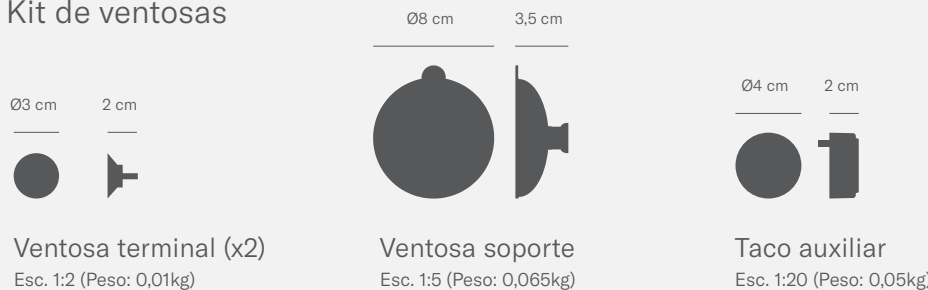 Kit de ventosas
Ø3 cm
2 cm
Ventosa terminal (x2)
Esc. 1:2 (Peso: 0,01kg)
Ø8 cm
3,5 cm
Ventosa soporte
Esc. 1:5 (Peso: 0,065kg)
Ø4 cm
2 cm
Taco auxiliar
Esc. 1:20 (Peso: 0,05kg)